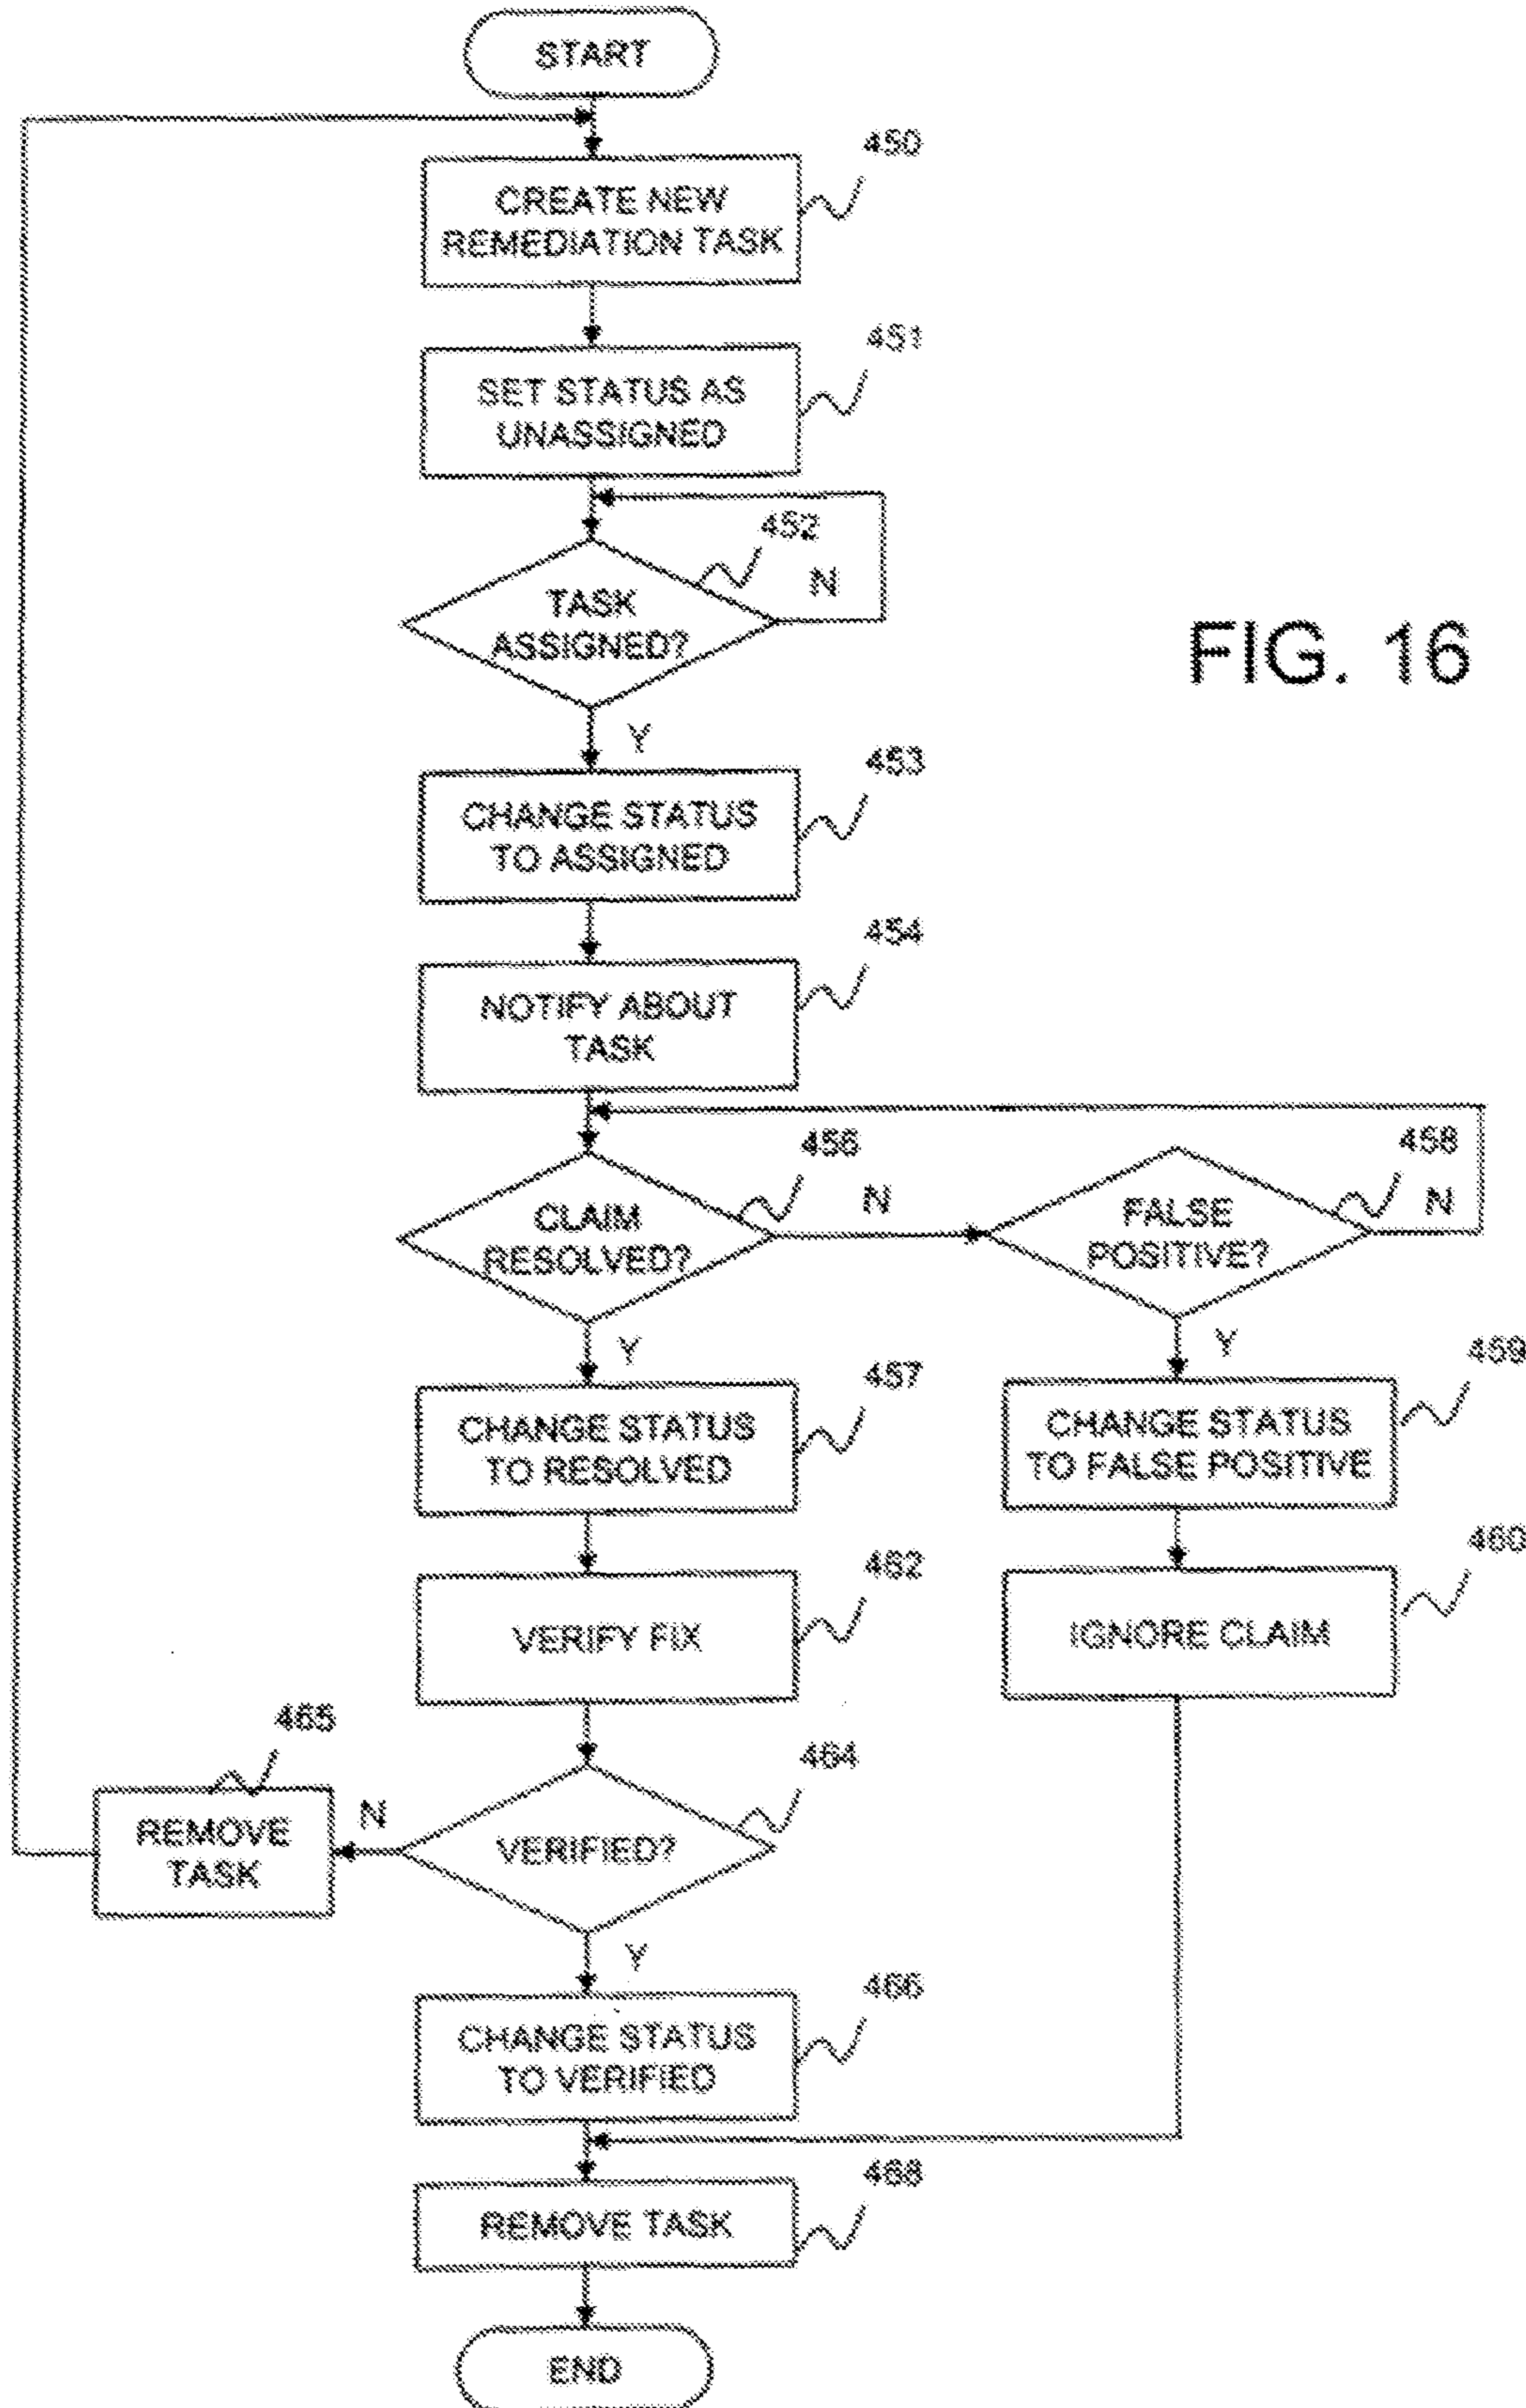 START
450
CREATE NEW
REMEDIATION TASK
451
SET STATUS AS
UNASSIGNED
452
N
TASK
ASSIGNED?
FIG. 16
Y
453
CHANGE STATUS
TO ASSIGNED
454
NOTIFY ABOUT
TASK
456
458
N
N
CLAIM
RESOLVED?
FALSE
POSITIVE?
Y
Y
457
459
CHANGE STATUS
TO RESOLVED
CHANGE STATUS
TO FALSE POSITIVE
462
460
VERIFY FIX
IGNORE CLAIM
465
464
REMOVE
TASK
N
VERIFIED?
Y
466
CHANGE STATUS
TO VERIFIED
468
REMOVE TASK
END